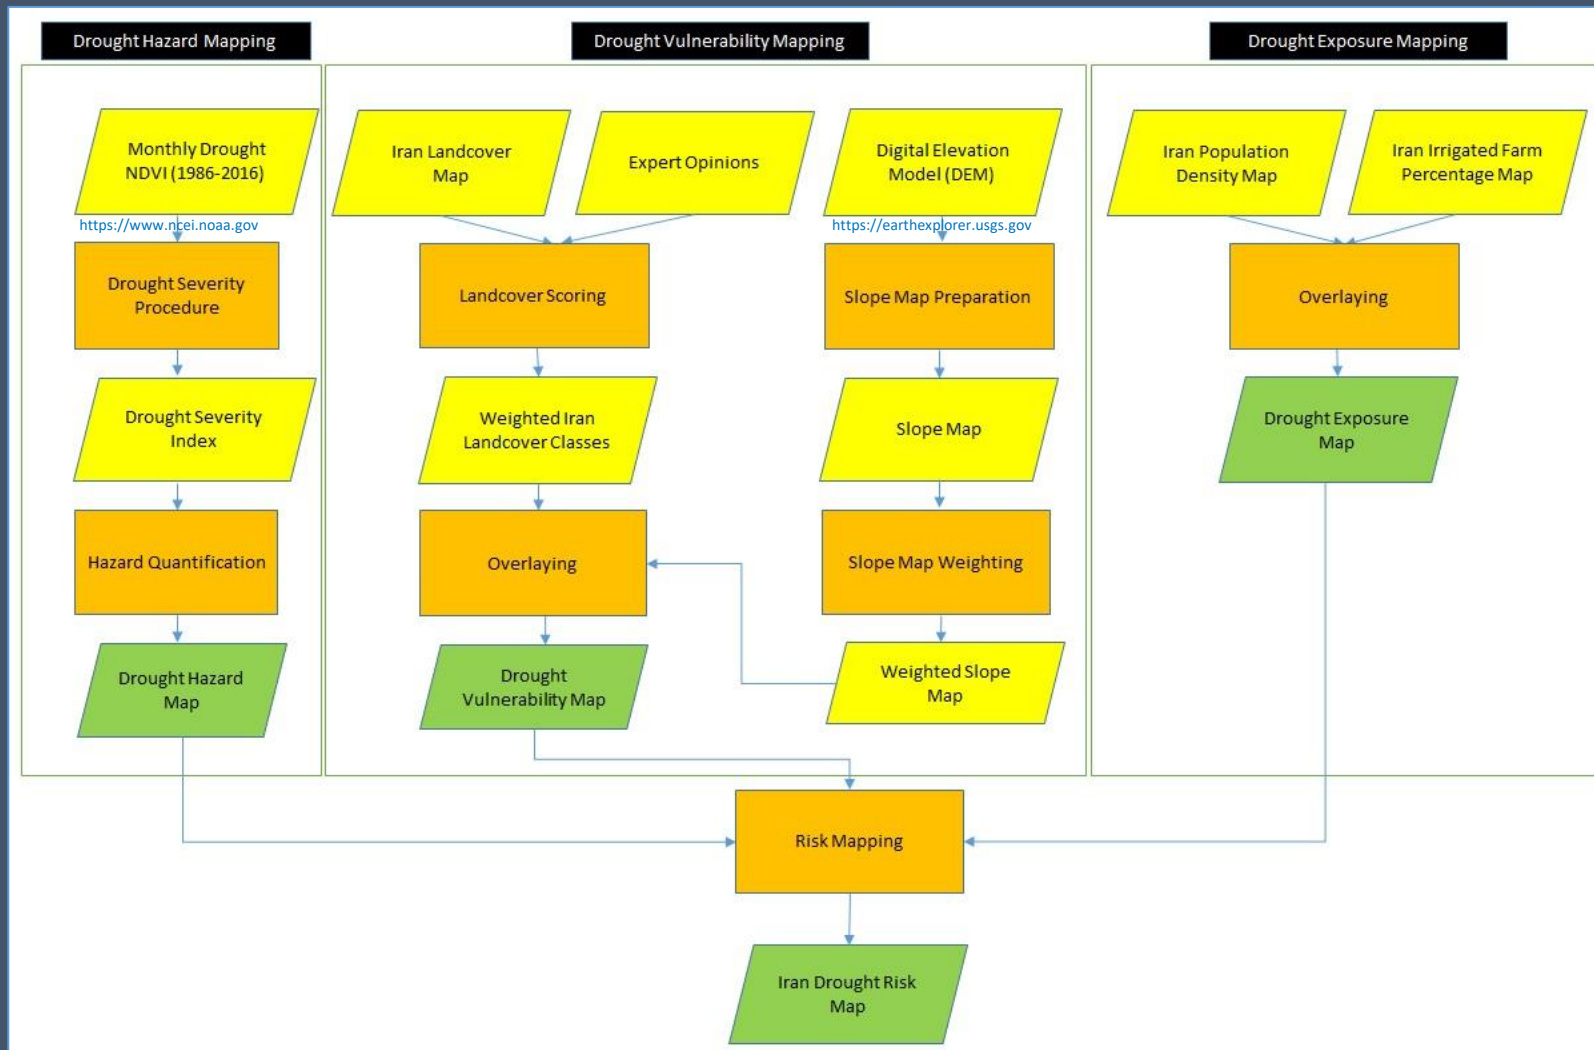 Drought Hazard Mapping
Drought Vulnerability Mapping
Drought Exposure Mapping
Monthly Drought
NDVI (1986-2016)
https://www.ncei.noaa.gov
Drought Severity
Procedure
Drought Severity
Index
Hazard Quantification
Drought Hazard
Map
Iran Landcover
Map
Expert Opinions
Landcover Scoring
Weighted Iran
Landcover Classes
Overlaying
Drought
Vulnerability Map
Digital Elevation
Model (DEM)
https://earthexplorer.usgs.gov
Slope Map Preparation
Slope Map
Slope Map Weighting
Weighted Slope
Map
Iran Population
Density Map
Iran Irrigated Farm
Percentage Map
Overlaying
Drought Exposure
Map
Risk Mapping
Iran Drought Risk
Map